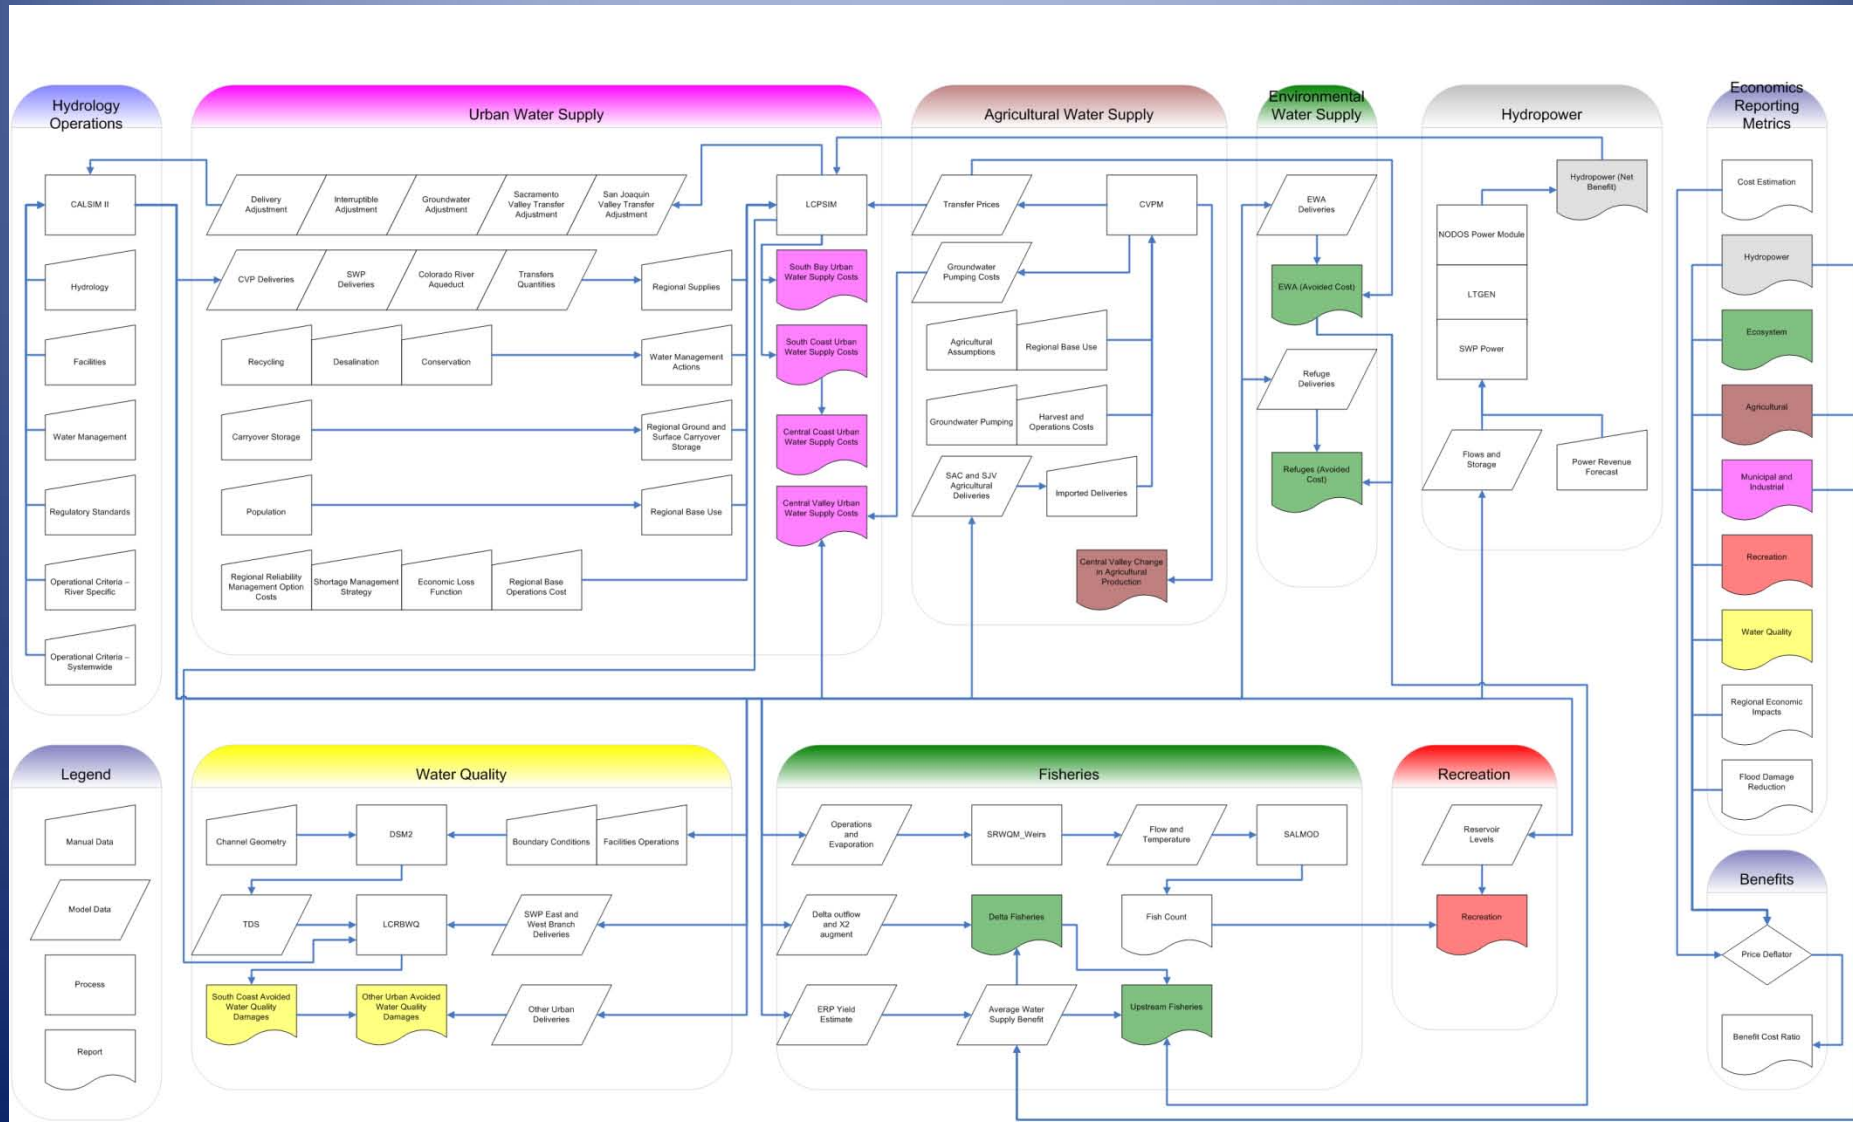 Hydrology
Operations
CALSIM II
Hydrology
Facilities
Water Management
Regulatory Standards
Operational Criteria –
River Specific
Operational Criteria –
Systemwide
Urban Water Supply
Delivery
Adjustment
Interruptible
Adjustment
Groundwater
Adjustment
Sacramento
Valley Transfer
Adjustment
San Joaquin
Valley Transfer
Adjustment
LCPSIM
CVP Deliveries
SWP
Deliveries
Colorado River
Aqueduct
Transfers
Quantities
Regional Supplies
South Bay Urban
Water Supply Costs
Recycling
Desalination
Conservation
Water Management
Actions
South Coast Urban
Water Supply Costs
Carryover Storage
Regional Ground and
Surface Carryover
Storage
Central Coast Urban
Water Supply Costs
Population
Regional Base Use
Central Valley Urban
Water Supply Costs
Regional Reliability
Management Option
Costs
Shortage Management
Strategy
Economic Loss
Function
Regional Base
Operations Cost
Agricultural Water Supply
Transfer Prices
CVPM
Groundwater
Pumping Costs
Agricultural
Assumptions
Regional Base Use
Groundwater Pumping
Harvest and
Operations Costs
SAC and SJV
Agricultural
Deliveries
Imported Deliveries
Central Valley Change
in Agricultural
Production
Environmental
Water Supply
EWA
Deliveries
EWA (Avoided Cost)
Refuge
Deliveries
Refuges (Avoided
Cost)
Hydropower
Hydropower (Net
Benefit)
NODOS Power Module
LTGEN
SWP Power
Flows and
Storage
Power Revenue
Forecast
Economics
Reporting
Metrics
Cost Estimation
Hydropower
Ecosystem
Agricultural
Municipal and
Industrial
Recreation
Water Quality
Regional Economic
Impacts
Flood Damage
Reduction
Legend
Manual Data
Model Data
Process
Report
Water Quality
Channel Geometry
DSM2
Boundary Conditions
Facilities Operations
TDS
LCRBWQ
SWP East and
West Branch
Deliveries
South Coast Avoided
Water Quality
Damages
Other Urban Avoided
Water Quality
Damages
Other Urban
Deliveries
Fisheries
Operations
and
Evaporation
SRWQM_Weirs
Flow and
Temperature
SALMOD
Delta outflow
and X2
augment
Delta Fisheries
Fish Count
ERP Yield
Estimate
Average Water
Supply Benefit
Upstream Fisheries
Recreation
Reservoir
Levels
Recreation
Benefits
Price Deflator
Benefit Cost Ratio